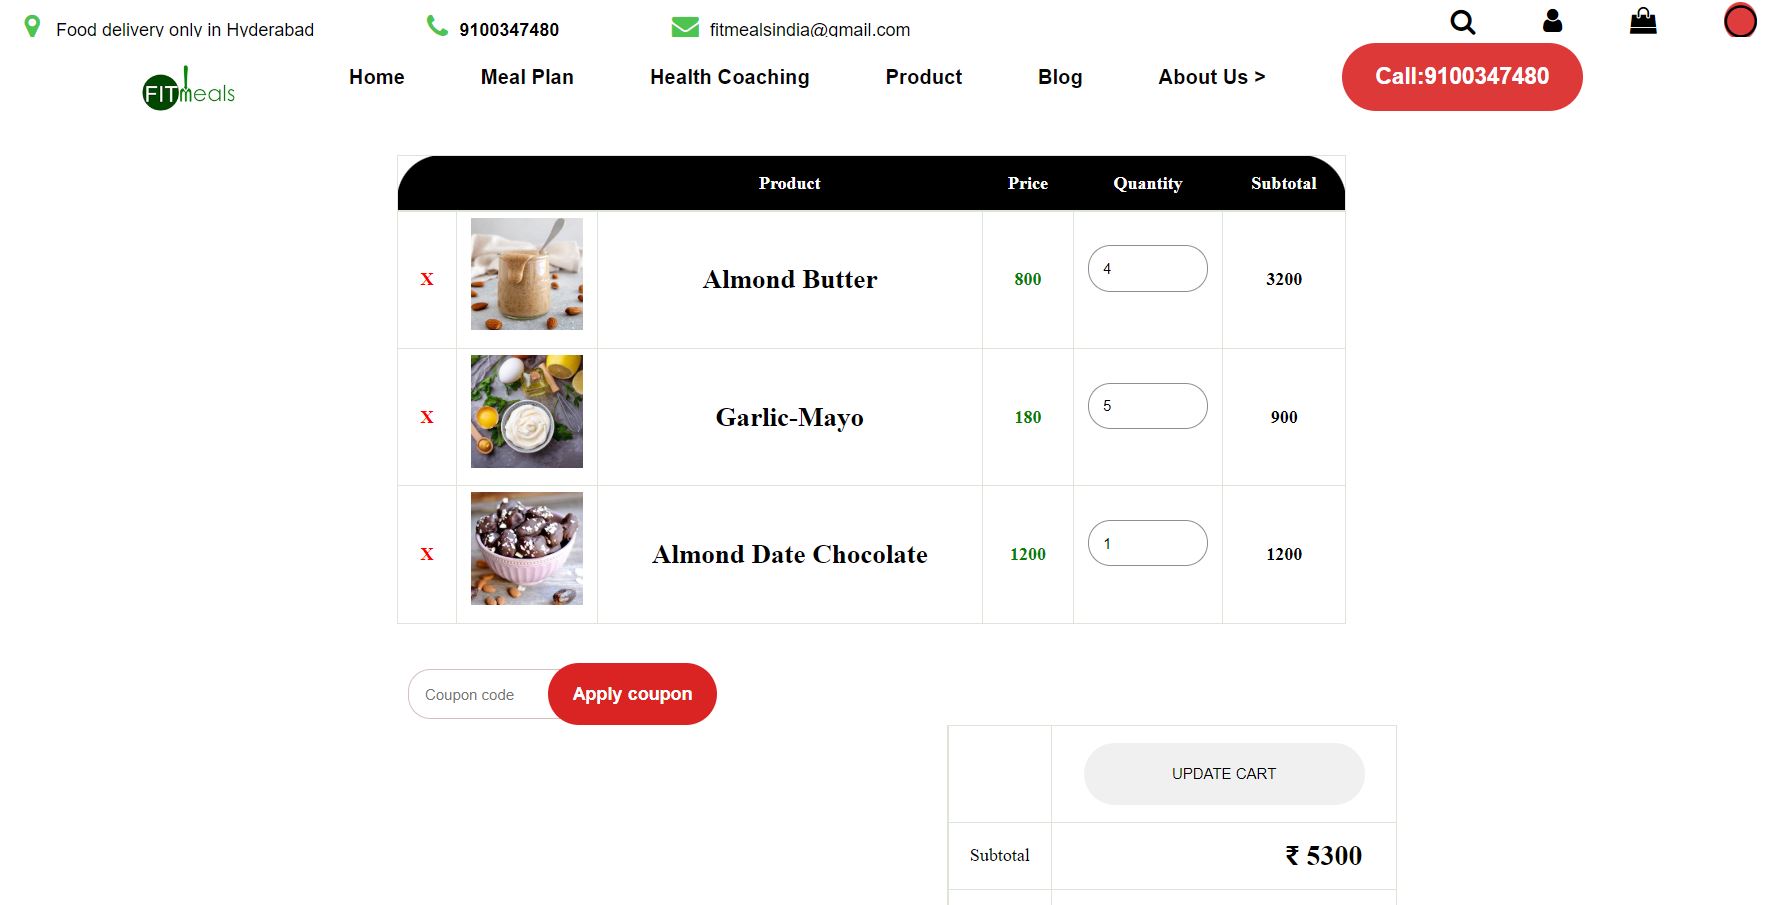 Food delivery only in Hyderabad
9100347480
fitmealsindia@gmail.com
FITmeals
Home
Meal Plan
Health Coaching
Product
Blog
About Us >
Call:9100347480
Product
Price
Quantity
Subtotal
X
Almond Butter
800
4
3200
X
Garlic-Mayo
180
5
900
X
Almond Date Chocolate
1200
1
1200
Coupon code
Apply coupon
UPDATE CART
Subtotal
₹ 5300